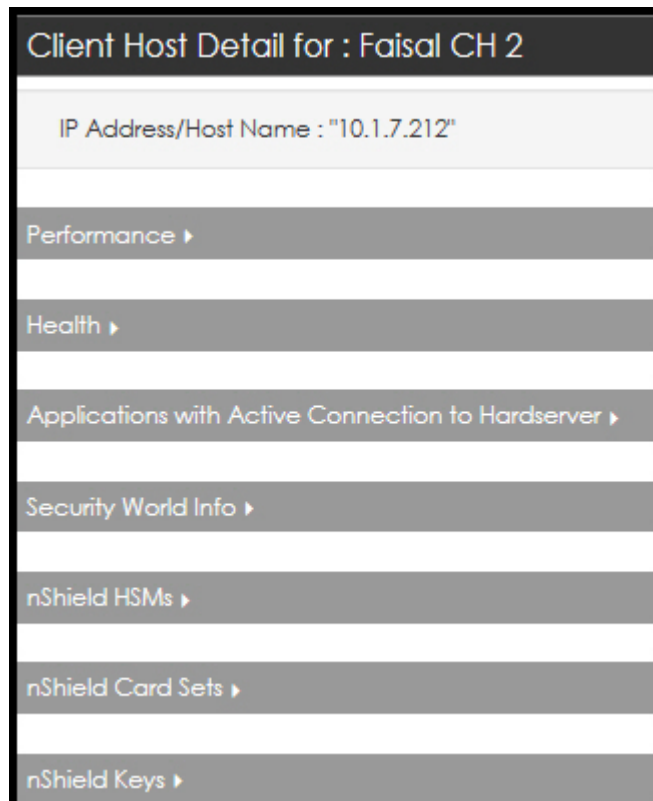 Client Host Detail for : Faisal CH 2
IP Address/Host Name : "10.1.7.212"
Performance
Health
Applications with Active Connection to Hardserver
Security World Info
nShield HSMs
nShield Card Sets
nShield Keys